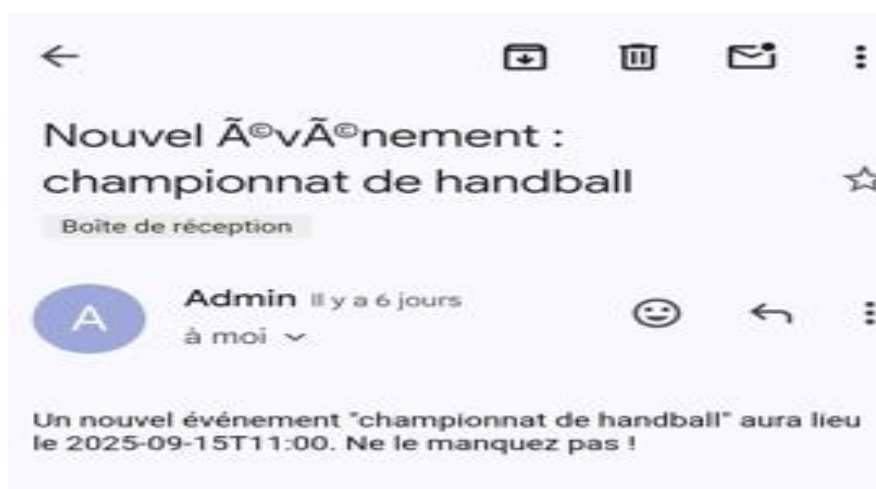 Nouvel Ã©vÃ©nement :
championnat de handball
Boîte de réception
A
Admin Il y a 6 jours
à moi
Un nouvel événement "championnat de handball" aura lieu
le 2025-09-15T11:00. Ne le manquez pas !